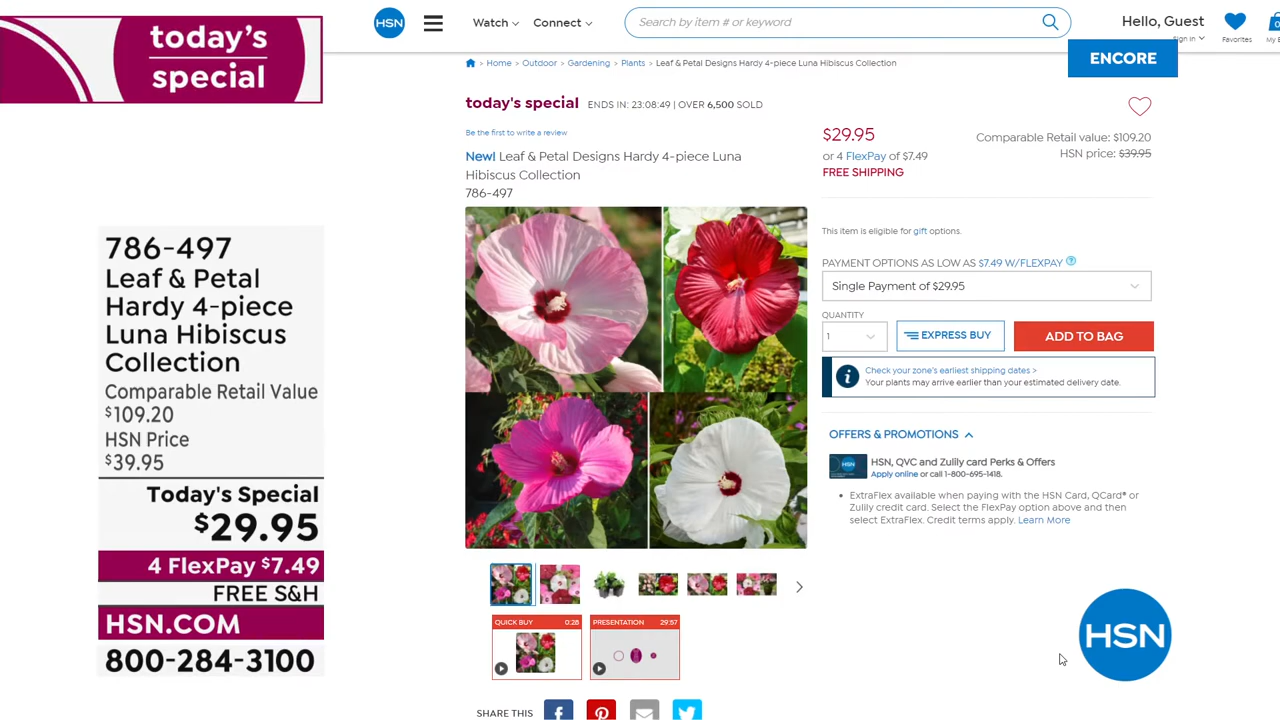 today's
special
HSN
Watch
Connect
Search by item # or keyword
Hello, Guest
Sign In
Favorites
ENCORE
Home > Outdoor > Gardening > Plants > Leaf & Petal Designs Hardy 4-piece Luna Hibiscus Collection
today's special ENDS IN: 23:08:49 | OVER 6,500 SOLD
Be the first to write a review
New! Leaf & Petal Designs Hardy 4-piece Luna
Hibiscus Collection
786-497
$29.95
or 4 FlexPay of $7.49
FREE SHIPPING
Comparable Retail value: $109.20
HSN price: $39.95
This item is eligible for gift options.
PAYMENT OPTIONS AS LOW AS $7.49 W/FLEXPAY ?
Single Payment of $29.95
QUANTITY
1
EXPRESS BUY
ADD TO BAG
Check your zone's earliest shipping dates >
Your plants may arrive earlier than your estimated delivery date.
OFFERS & PROMOTIONS
HSN, QVC and Zulily card Perks & Offers
Apply online or call 1-800-695-1418.
• ExtraFlex available when paying with the HSN Card, QCard® or
Zulily credit card. Select the FlexPay option above and then
select ExtraFlex. Credit terms apply. Learn More
QUICK BUY 0:28
PRESENTATION 29:57
SHARE THIS
HSN
786-497
Leaf & Petal
Hardy 4-piece
Luna Hibiscus
Collection
Comparable Retail Value
$109.20
HSN Price
$39.95
Today's Special
$29.95
4 FlexPay $7.49
FREE S&H
HSN.COM
800-284-3100